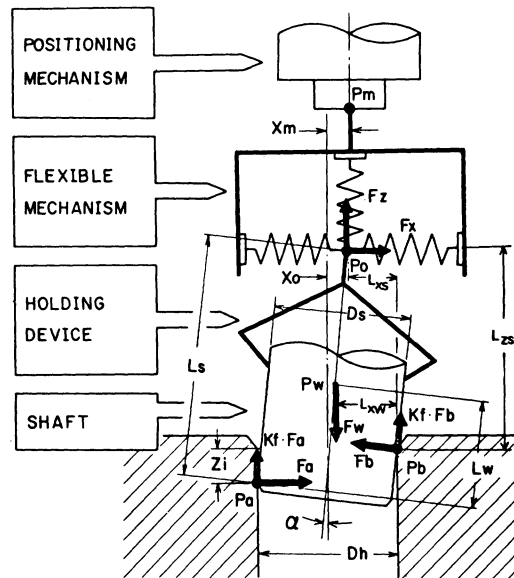 POSITIONING
MECHANISM
Pm
Xm
FLEXIBLE
MECHANISM
Fz
Fx
Xo
Po
Lxs
Ds
HOLDING
DEVICE
Ls
Lzs
Pw
Lxw
SHAFT
Kf·Fa
Fw
Kf·Fb
Zi
Fa
Fb
Pb
Lw
Pa
α
Dh